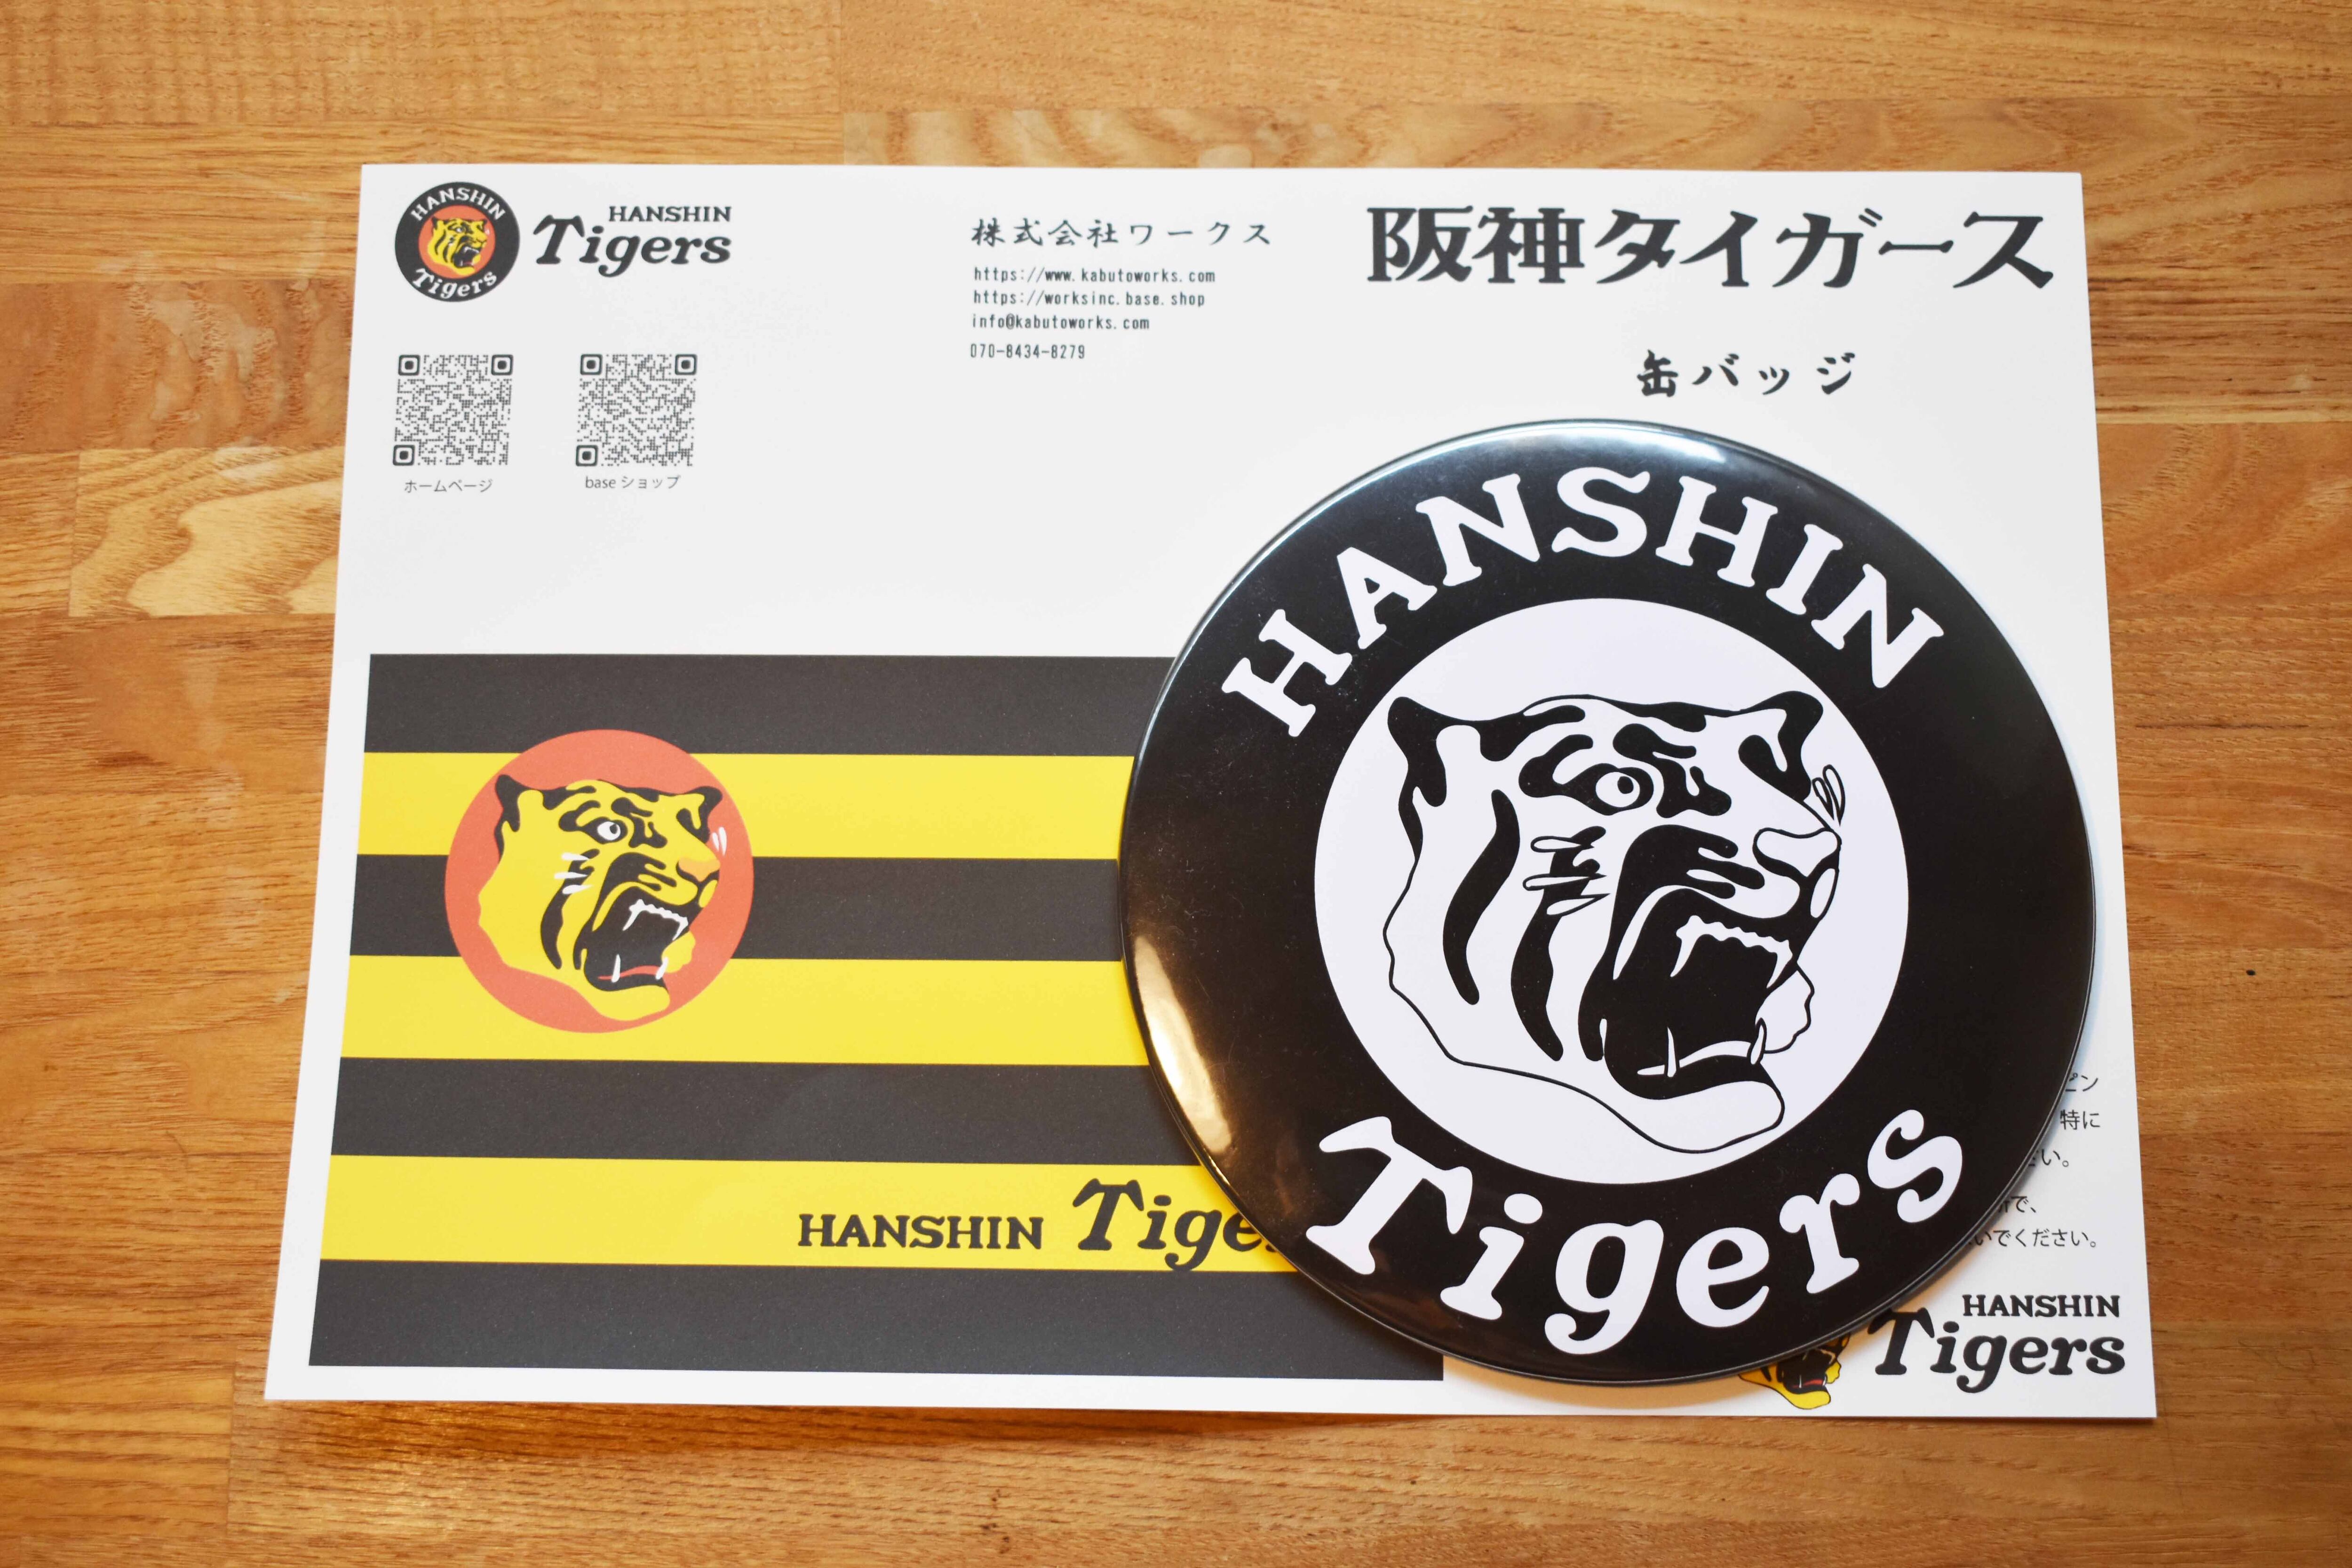 HANSHIN
Tigers
HANSHIN
Tigers
株式会社ワークス
https://www.kabutoworks.com
https://worksinc.base.shop
info@kabutoworks.com
070-8434-8279
阪神タイガース
缶バッジ
ホームページ
base ショップ
HANSHIN
Tigers
HANSHIN Tige
ピン
特に
い。
で、
いでください。
HANSHIN
Tigers